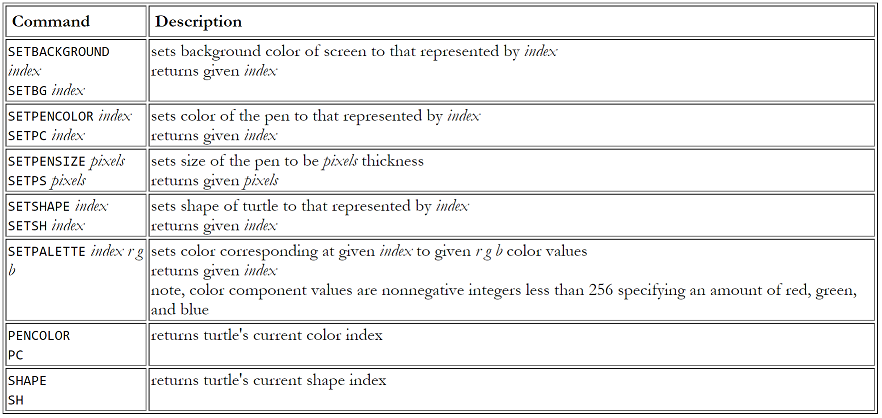 Command Description
SETBACKGROUND
index
SETBG index
sets background color of screen to that represented by index
returns given index
SETPENCOLOR index
SETPC index
sets color of the pen to that represented by index
returns given index
SETPENSIZE pixels
SETPS pixels
sets size of the pen to be pixels thickness
returns given pixels
SETSHAPE index
SETSH index
sets shape of turtle to that represented by index
returns given index
SETPALETTE index r g
b
sets color corresponding at given index to given r g b color values
returns given index
note, color component values are nonnegative integers less than 256 specifying an amount of red, green,
and blue
PENCOLOR
PC
returns turtle's current color index
SHAPE
SH
returns turtle's current shape index